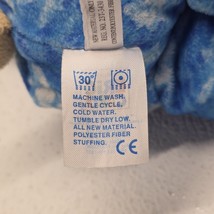 30°
MACHINE WASH,
GENTLE CYCLE.
COLD WATER,
TUMBLE DRY LOW.
ALL NEW MATERIAL.
POLYESTER FIBER
STUFFING.
CE